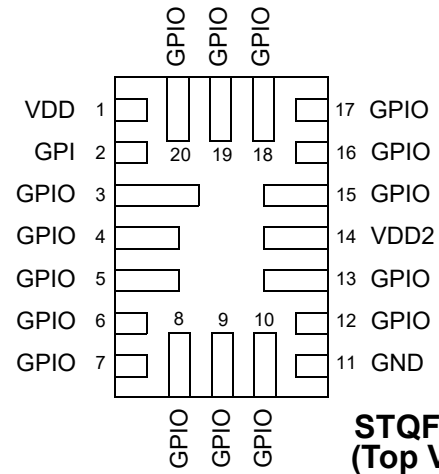 GPIO GPIO GPIO
VDD 1
GPI 2
GPIO 3
GPIO 4
GPIO 5
GPIO 6
GPIO 7
20 19 18
17 GPIO
16 GPIO
15 GPIO
14 VDD2
13 GPIO
12 GPIO
11 GND
8 9 10
GPIO GPIO GPIO
STQF
(Top V